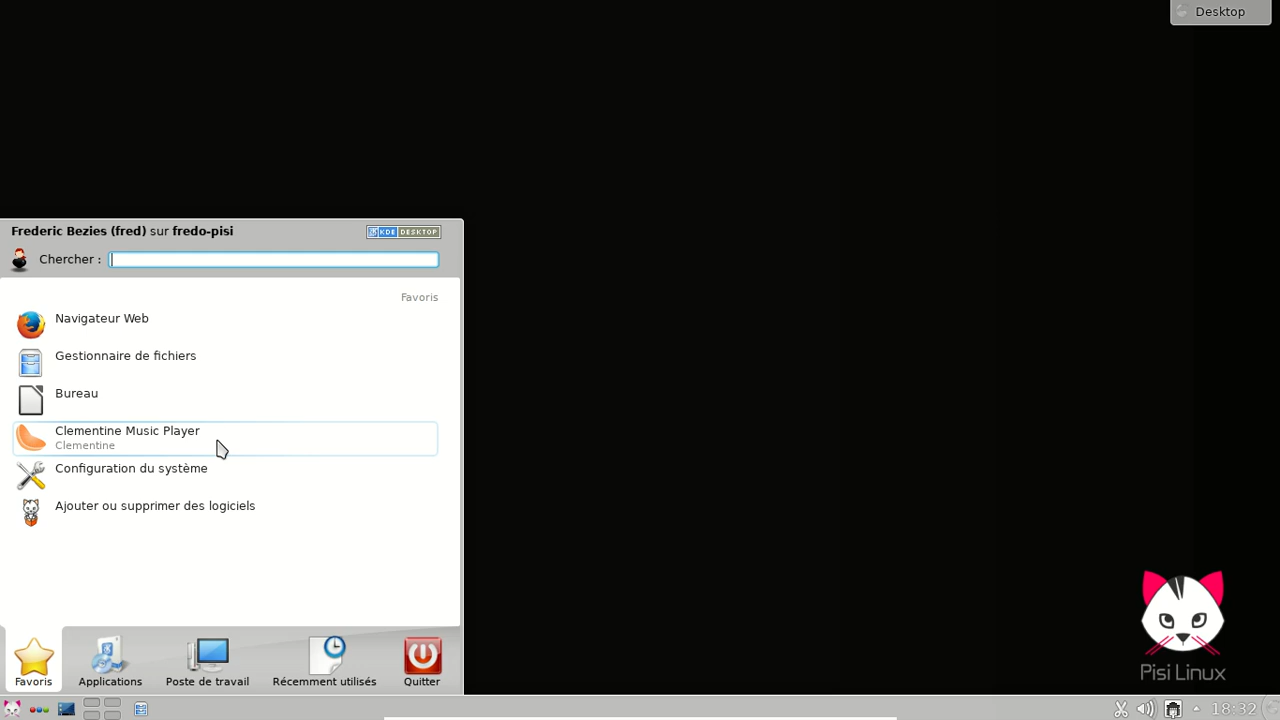 Desktop
Frederic Bezies (fred) sur fredo-pisi
KDE DESKTOP
Chercher :
Favoris
Navigateur Web
Gestionnaire de fichiers
Bureau
Clementine Music Player
Clementine
Configuration du système
Ajouter ou supprimer des logiciels
Favoris
Applications
Poste de travail
Récemment utilisés
Quitter
Pisi Linux
18:32